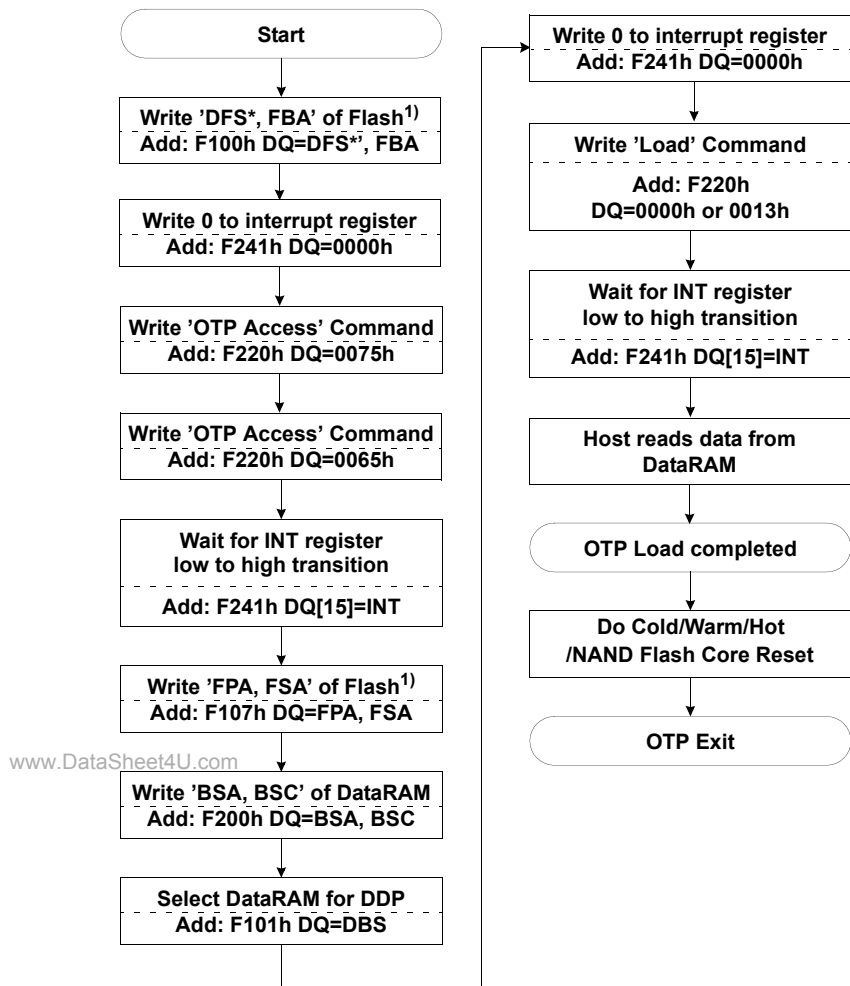 Start
Write ’DFS*, FBA’ of Flash1)
Add: F100h DQ=DFS*’, FBA
Write 0 to interrupt register
Add: F241h DQ=0000h
Write ’OTP Access’ Command
Add: F220h DQ=0075h
Write ’OTP Access’ Command
Add: F220h DQ=0065h
Wait for INT register
low to high transition
Add: F241h DQ[15]=INT
Write ’FPA, FSA’ of Flash1)
Add: F107h DQ=FPA, FSA
www.DataSheet4U.com
Write ’BSA, BSC’ of DataRAM
Add: F200h DQ=BSA, BSC
Select DataRAM for DDP
Add: F101h DQ=DBS
Write 0 to interrupt register
Add: F241h DQ=0000h
Write ’Load’ Command
Add: F220h
DQ=0000h or 0013h
Wait for INT register
low to high transition
Add: F241h DQ[15]=INT
Host reads data from
DataRAM
OTP Load completed
Do Cold/Warm/Hot
/NAND Flash Core Reset
OTP Exit